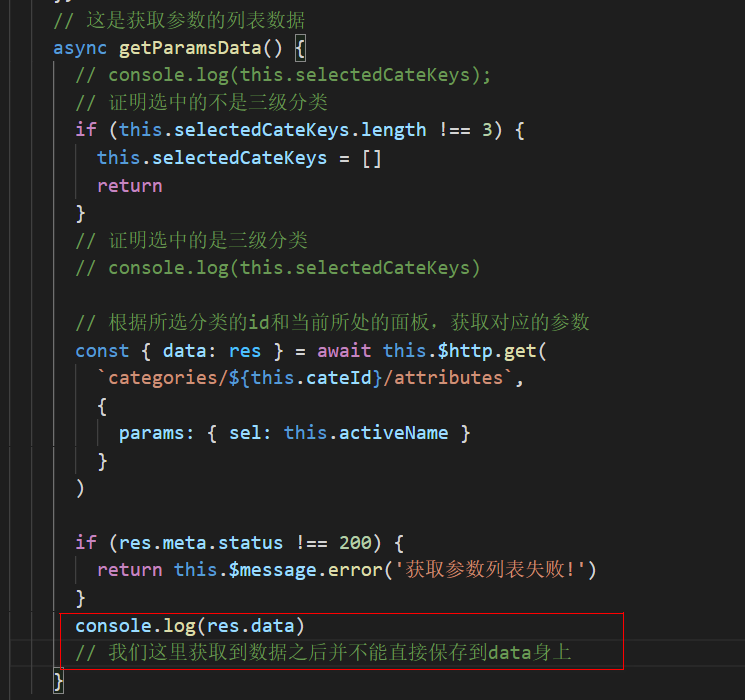 // 这是获取参数的列表数据
async getParamsData() {
// console.log(this.selectedCateKeys);
// 证明选中的不是三级分类
if (this.selectedCateKeys.length !== 3) {
this.selectedCateKeys = []
return
}
// 证明选中的是三级分类
// console.log(this.selectedCateKeys)
// 根据所选分类的id和当前所处的面板，获取对应的参数
const { data: res } = await this.$http.get(
`categories/${this.cateId}/attributes`,
{
params: { sel: this.activeName }
}
)
if (res.meta.status !== 200) {
return this.$message.error('获取参数列表失败!')
}
console.log(res.data)
// 我们这里获取到数据之后并不能直接保存到data身上
}